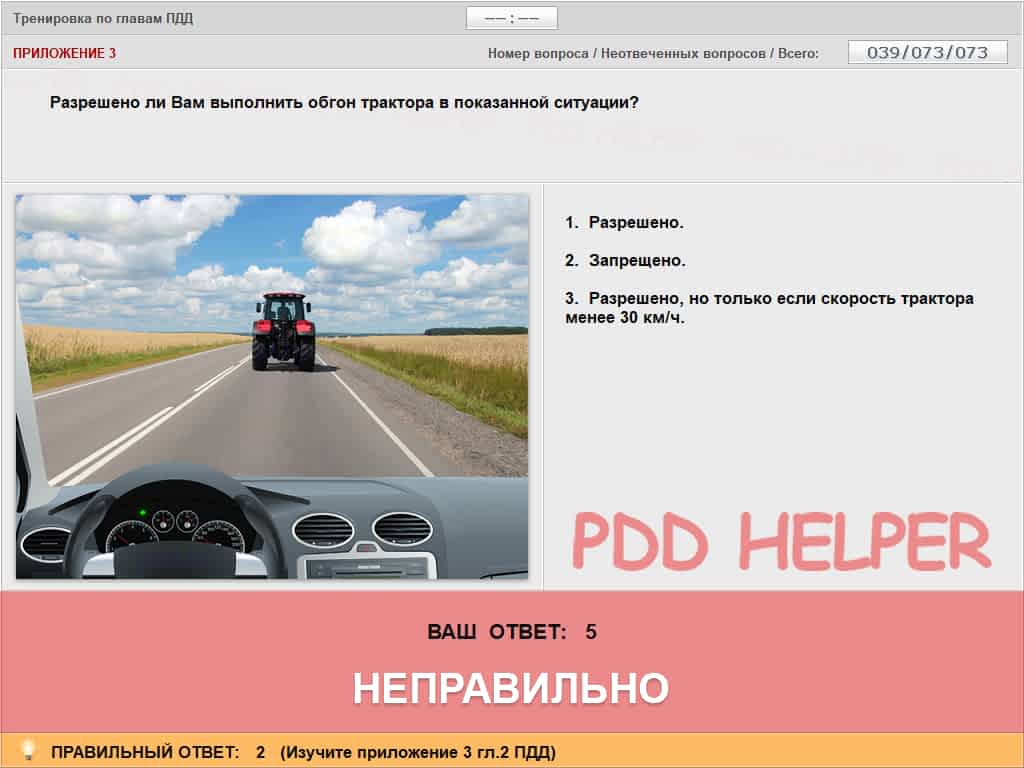 Тренировка по главам ПДД
-- : --
ПРИЛОЖЕНИЕ 3
Номер вопроса / Неотвеченных вопросов / Всего: 039/073/073
Разрешено ли Вам выполнить обгон трактора в показанной ситуации?
1. Разрешено.
2. Запрещено.
3. Разрешено, но только если скорость трактора
менее 30 км/ч.
PDD HELPER
ВАШ ОТВЕТ: 5
НЕПРАВИЛЬНО
ПРАВИЛЬНЫЙ ОТВЕТ: 2 (Изучите приложение 3 гл.2 ПДД)